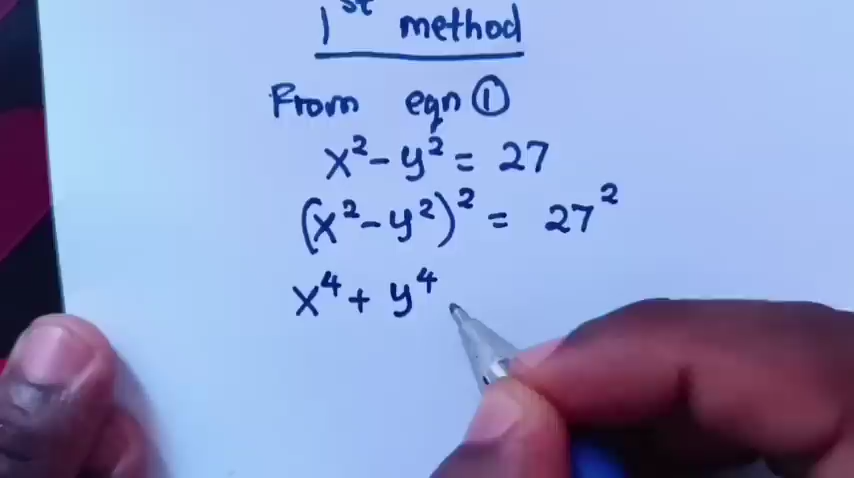 1st method
From eqn ①
x² - y² = 27
(x² - y²)² = 27²
x⁴ + y⁴